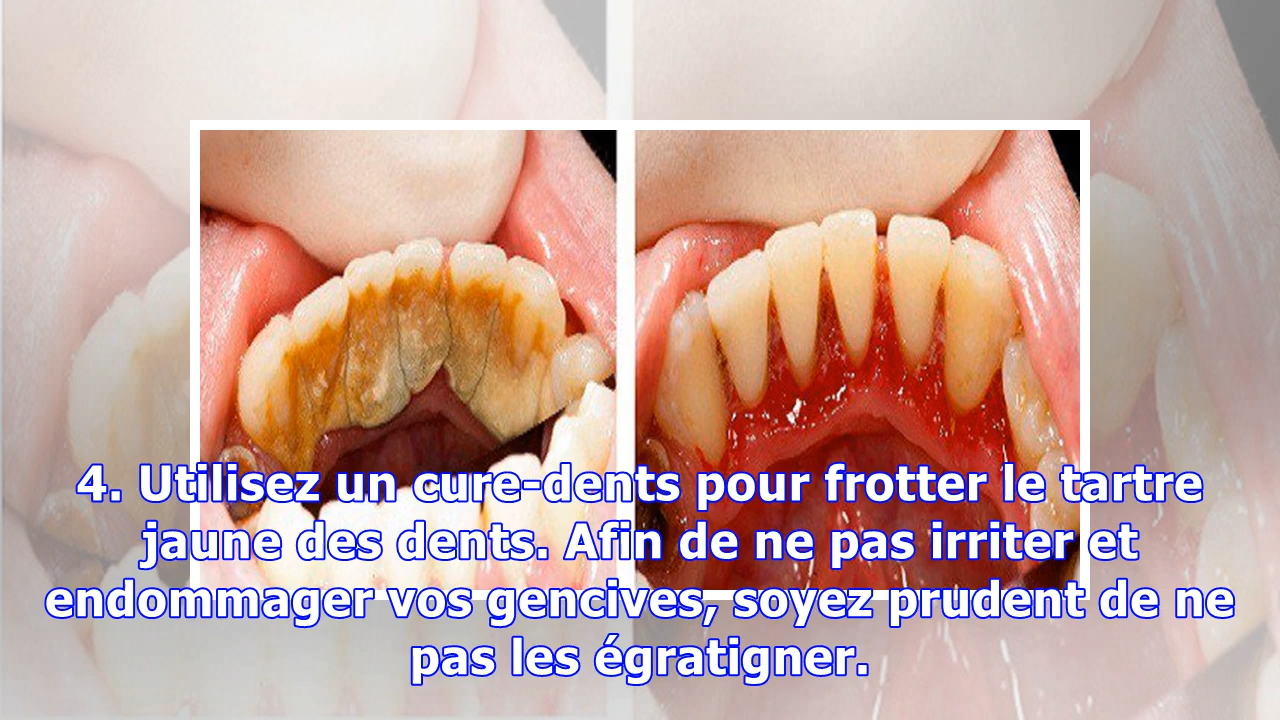 4. Utilisez un cure-dents pour frotter le tartre
jaune des dents. Afin de ne pas irriter et
endommager vos gencives, soyez prudent de ne
pas les égratigner.